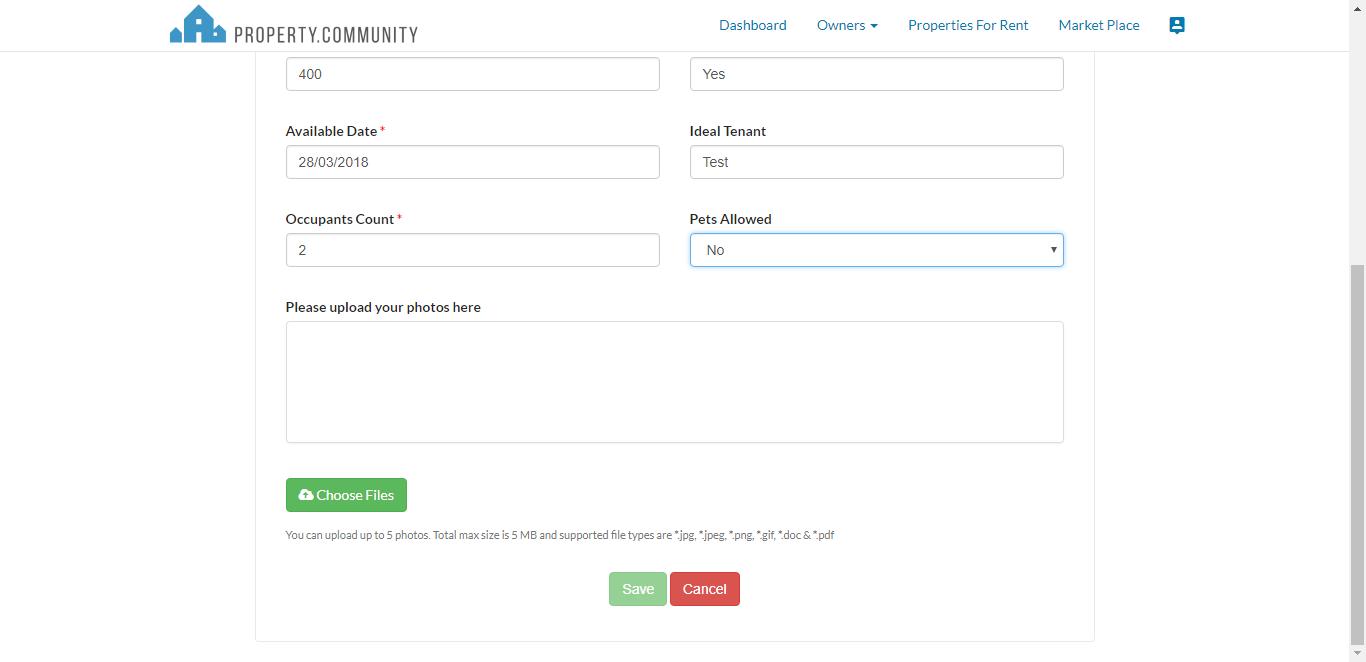 PROPERTY.COMMUNITY
Dashboard Owners Properties For Rent Market Place
400 Yes
Available Date * Ideal Tenant
28/03/2018 Test
Occupants Count * Pets Allowed
2 No
Please upload your photos here
Choose Files
You can upload up to 5 photos. Total max size is 5 MB and supported file types are *.jpg, *.jpeg, *.png, *.gif, *.doc & *.pdf
Save Cancel